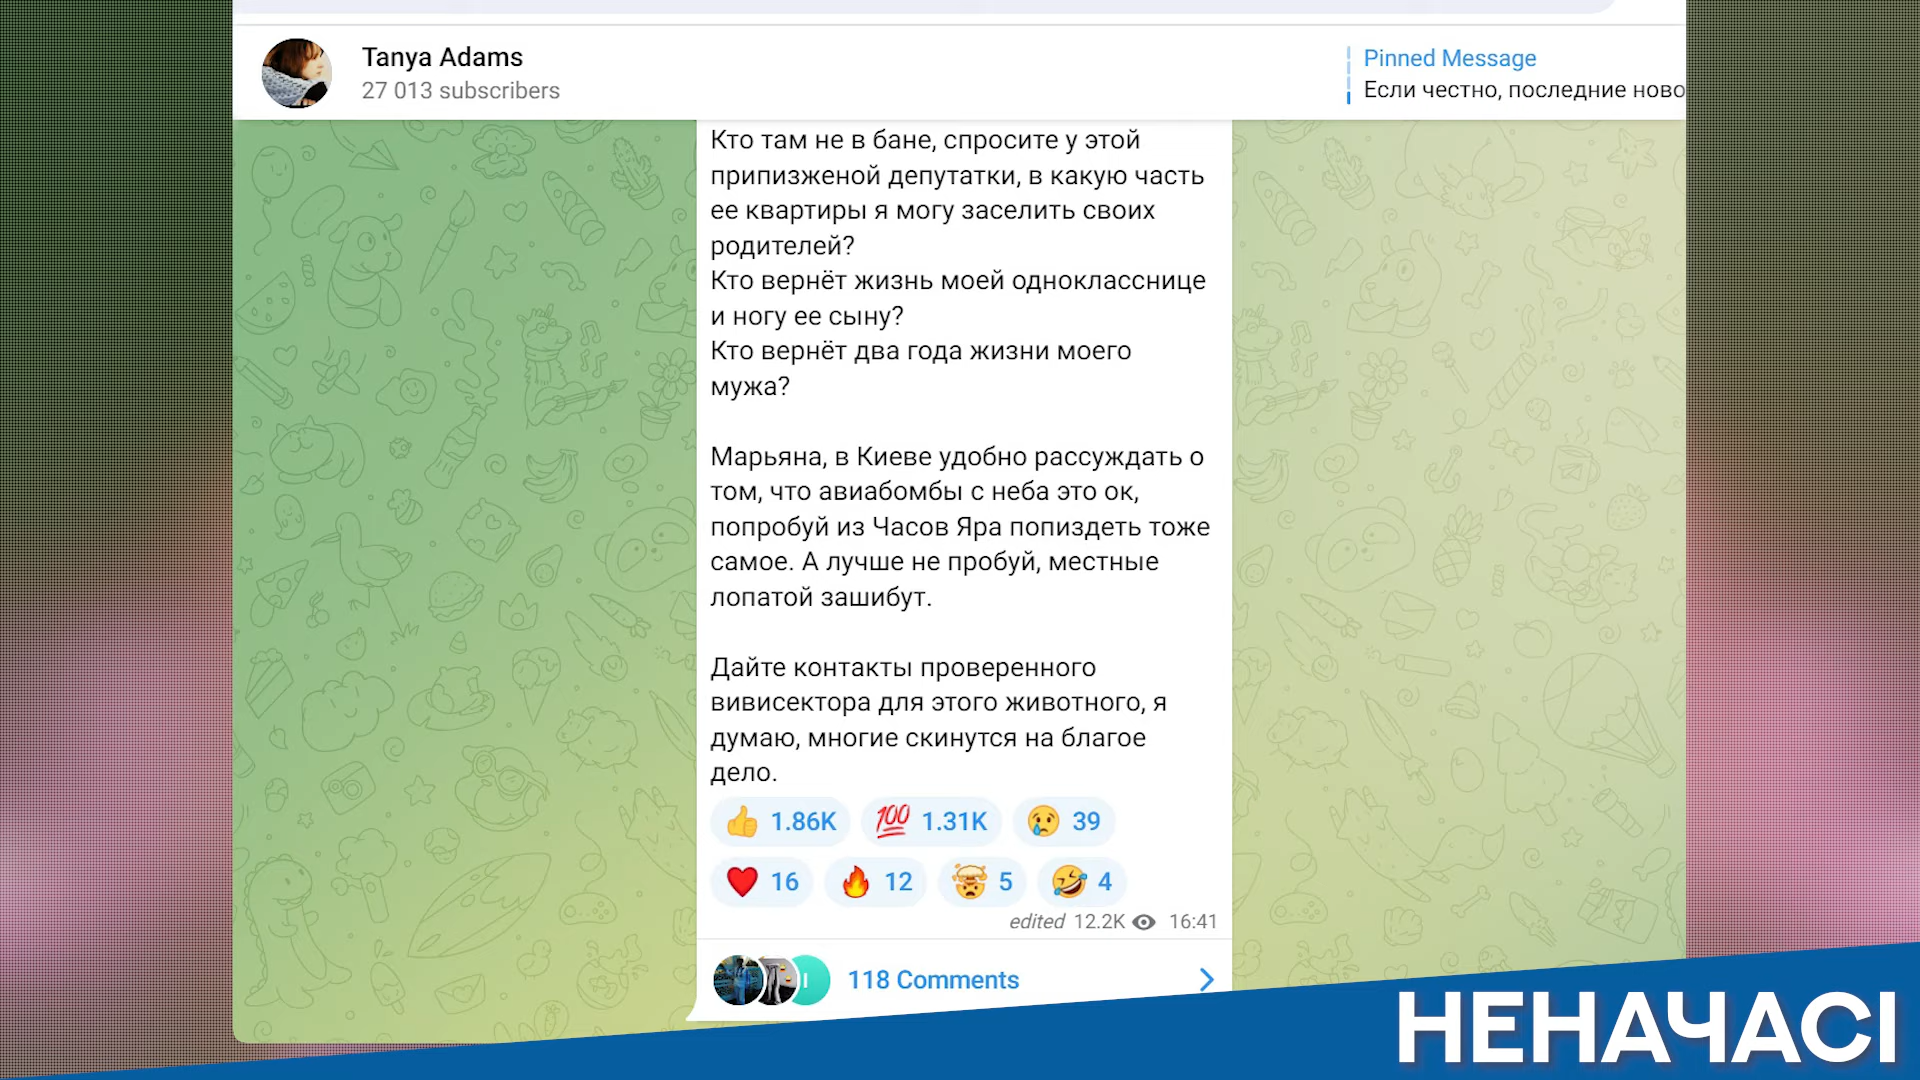 Tanya Adams
27 013 subscribers
Pinned Message
Если честно, последние ново
Кто там не в бане, спросите у этой
припизженой депутатки, в какую часть
ее квартиры я могу заселить своих
родителей?
Кто вернёт жизнь моей однокласснице
и ногу ее сыну?
Кто вернёт два года жизни моего
мужа?
Марьяна, в Киеве удобно рассуждать о
том, что авиабомбы с неба это ок,
попробуй из Часов Яра попиздеть тоже
самое. А лучше не пробуй, местные
лопатой зашибут.
Дайте контакты проверенного
вивисектора для этого животного, я
думаю, многие скинутся на благое
дело.
👍 1.86K 💯 1.31K 😢 39
❤ 16 🔥 12 🤯 5 🤣 4
edited 12.2K 16:41
118 Comments
НЕНАЧАСІ